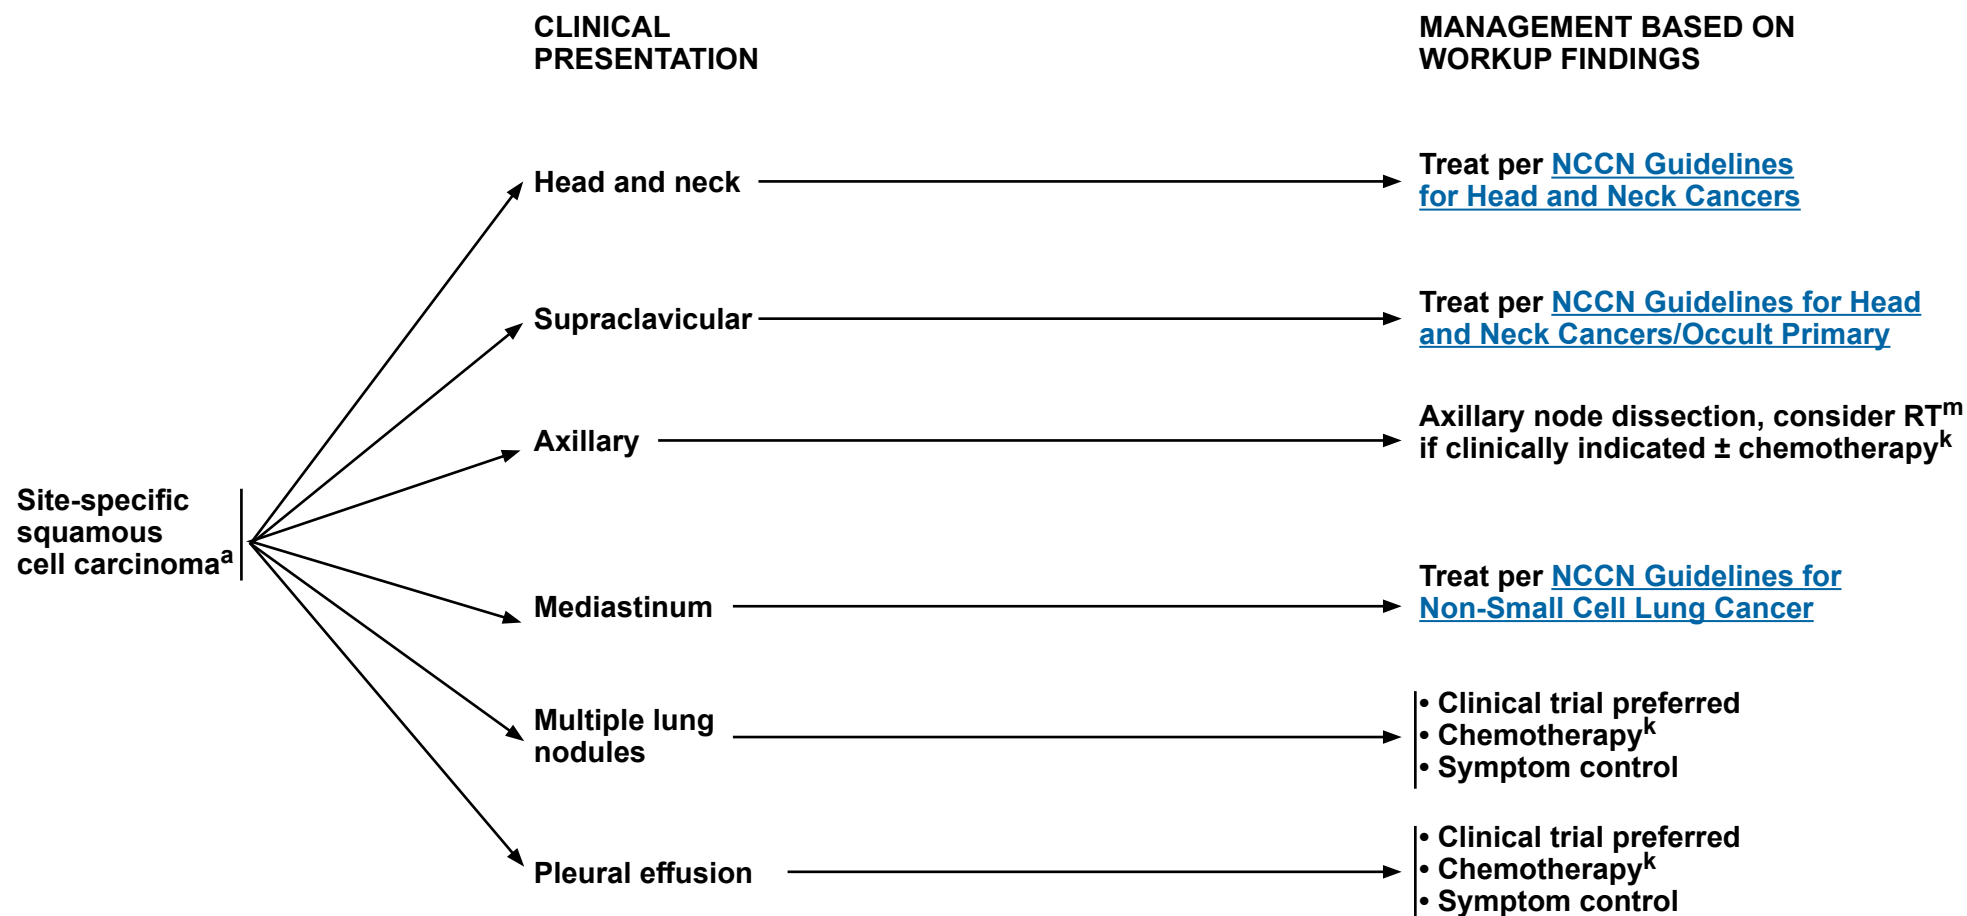 CLINICAL
PRESENTATION
MANAGEMENT BASED ON
WORKUP FINDINGS
Head and neck
Treat per NCCN Guidelines
for Head and Neck Cancers
Supraclavicular
Treat per NCCN Guidelines for Head
and Neck Cancers/Occult Primary
Axillary
Axillary node dissection, consider RTᵐ
if clinically indicated ± chemotherapyᵏ
Site-specific
squamous
cell carcinomaᵃ
Mediastinum
Treat per NCCN Guidelines for
Non-Small Cell Lung Cancer
Multiple lung
nodules
• Clinical trial preferred
• Chemotherapyᵏ
• Symptom control
Pleural effusion
• Clinical trial preferred
• Chemotherapyᵏ
• Symptom control